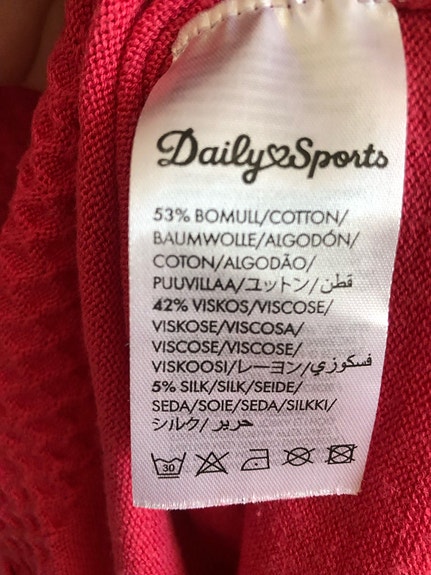 Daily Sports
53% BOMULL/COTTON/
BAUMWOLLE/ALGODÓN/
COTON/ALGODÃO/
PUUVILLAA/ユットン/قطن
42% VISKOS/VISCOSE/
VISKOSE/VISCOSA/
VISCOSE/VISCOSE/
VISKOOSI/レーヨン/فسكوزي
5% SILK/SILK/SEIDE/
SEDA/SOIE/SEDA/SILKKI/
シルク/حرير
30